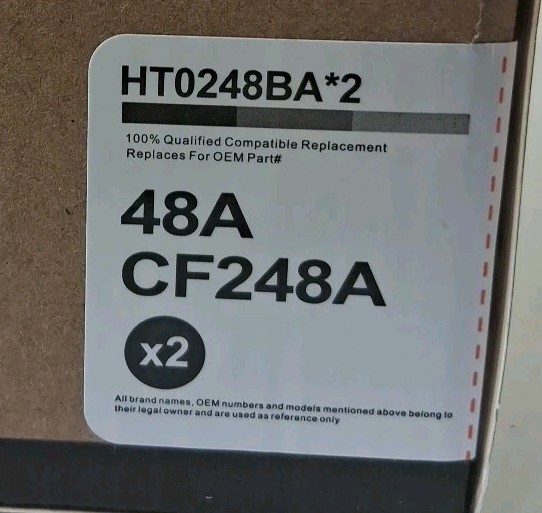 HT0248BA*2
100% Qualified Compatible Replacement
Replaces For OEM Part#
48A
CF248A
x2
All brand names, OEM numbers and models mentioned above belong to
their legal owner and are used as reference only